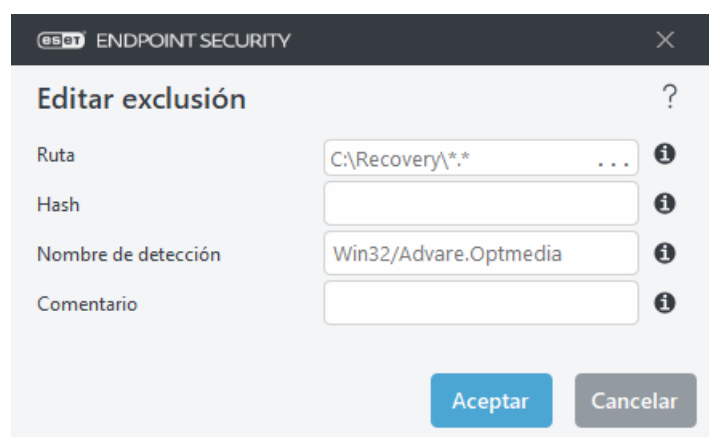 eset ENDPOINT SECURITY
Editar exclusión ?
Ruta C:\Recovery\*.* ...
Hash
Nombre de detección Win32/Advare.Optmedia
Comentario
Aceptar Cancelar